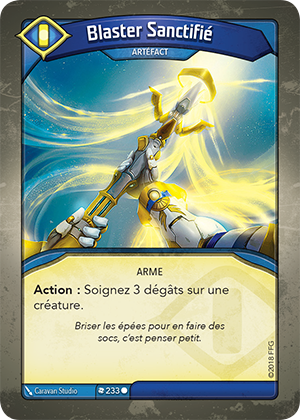 Blaster Sanctifié
ARTÉFACT
ARME
Action : Soignez 3 dégâts sur une
créature.
Briser les épées pour en faire des
socs, c'est penser petit.
©2018 FFG
Caravan Studio
233